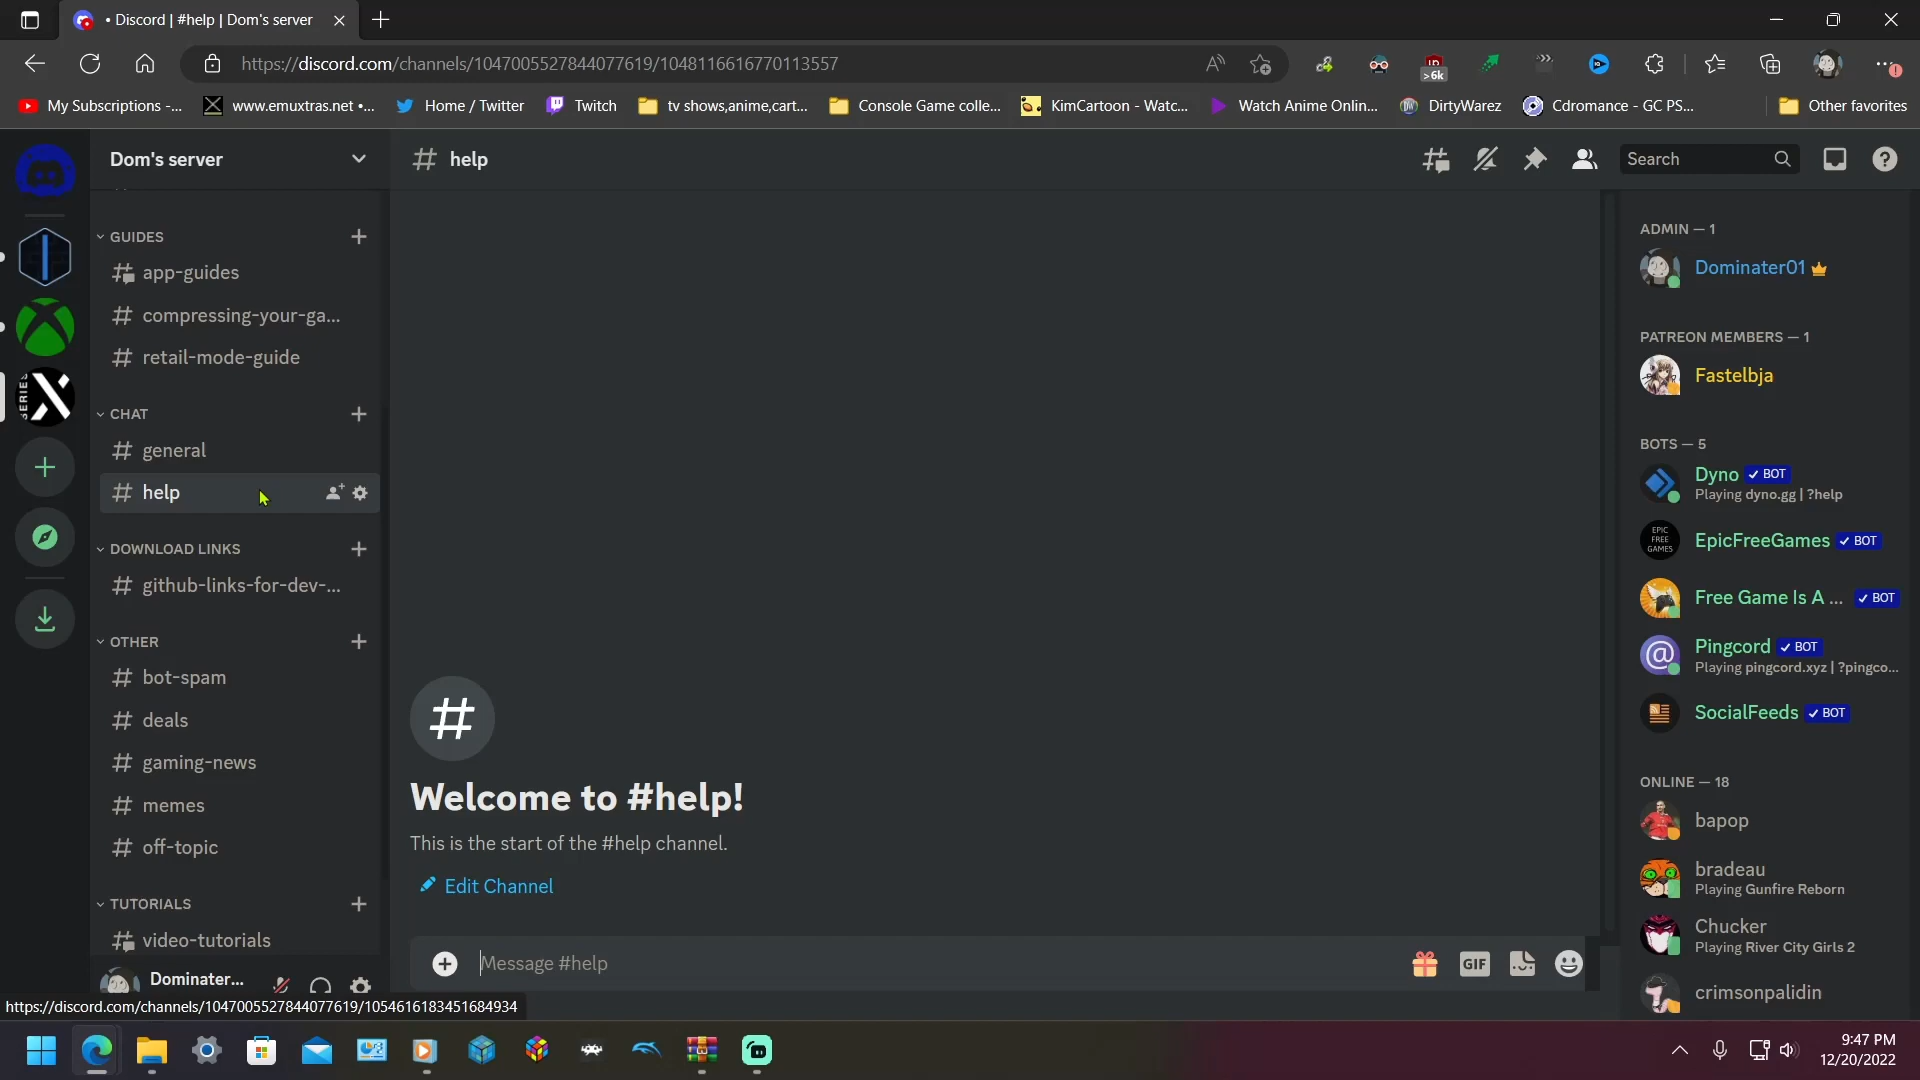 • Discord | #help | Dom's server
https://discord.com/channels/1047005527844077619/1048116616770113557
>6k
My Subscriptions -...
www.emuxtras.net •...
Home / Twitter
Twitch
tv shows,anime,cart...
Console Game colle...
KimCartoon - Watc...
Watch Anime Onlin...
DirtyWarez
Cdromance - GC PS...
Other favorites
Dom's server
help
Search
GUIDES
app-guides
compressing-your-ga...
retail-mode-guide
SERIES
X
CHAT
general
help
DOWNLOAD LINKS
github-links-for-dev-...
OTHER
bot-spam
deals
gaming-news
memes
off-topic
TUTORIALS
video-tutorials
Dominater...
https://discord.com/channels/1047005527844077619/1054616183451684934
#
Welcome to #help!
This is the start of the #help channel.
Edit Channel
Message #help
GIF
ADMIN — 1
Dominater01
PATREON MEMBERS — 1
Fastelbja
BOTS — 5
Dyno ✓ BOT
Playing dyno.gg | ?help
EPIC
FREE
GAMES
EpicFreeGames ✓ BOT
Free Game Is A ... ✓ BOT
Pingcord ✓ BOT
Playing pingcord.xyz | ?pingco...
SocialFeeds ✓ BOT
ONLINE — 18
bapop
bradeau
Playing Gunfire Reborn
Chucker
Playing River City Girls 2
crimsonpalidin
9:47 PM
12/20/2022